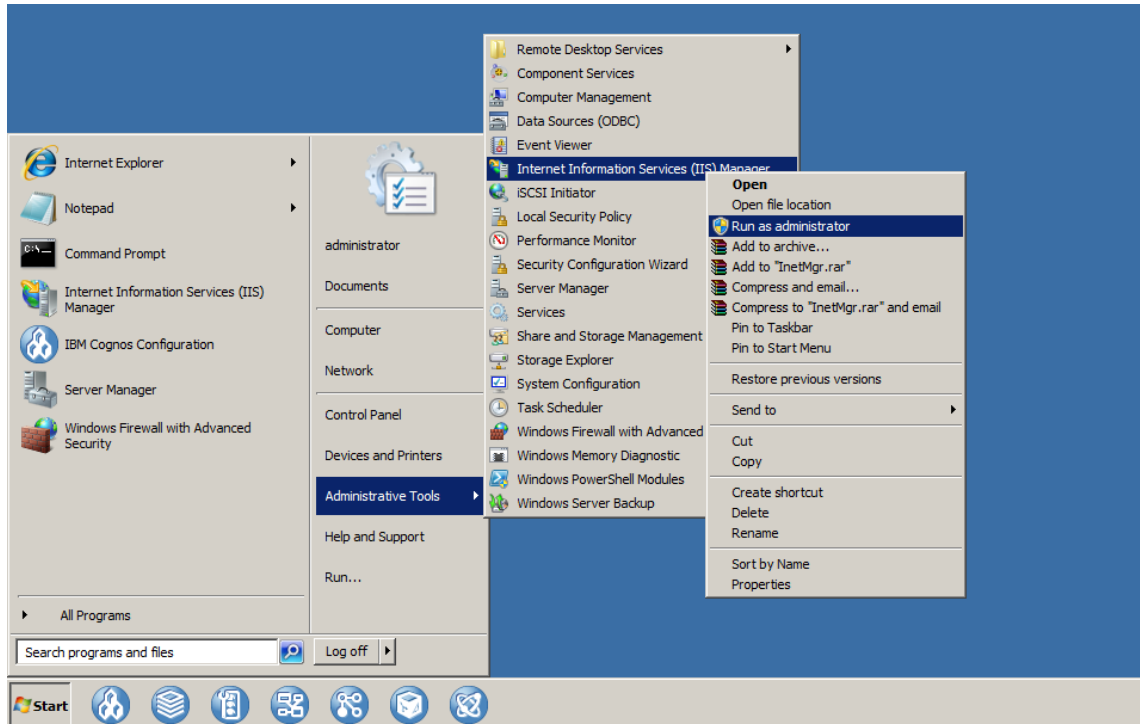 Internet Explorer
Notepad
Command Prompt
Internet Information Services (IIS)
Manager
IBM Cognos Configuration
Server Manager
Windows Firewall with Advanced
Security
All Programs
Search programs and files
administrator
Documents
Computer
Network
Control Panel
Devices and Printers
Administrative Tools
Help and Support
Run...
Log off
Remote Desktop Services
Component Services
Computer Management
Data Sources (ODBC)
Event Viewer
Internet Information Services (IIS) Manager
iSCSI Initiator
Local Security Policy
Performance Monitor
Security Configuration Wizard
Server Manager
Services
Share and Storage Management
Storage Explorer
System Configuration
Task Scheduler
Windows Firewall with Advanced
Windows Memory Diagnostic
Windows PowerShell Modules
Windows Server Backup
Open
Open file location
Run as administrator
Add to archive...
Add to "InetMgr.rar"
Compress and email...
Compress to "InetMgr.rar" and email
Pin to Taskbar
Pin to Start Menu
Restore previous versions
Send to
Cut
Copy
Create shortcut
Delete
Rename
Sort by Name
Properties
Start